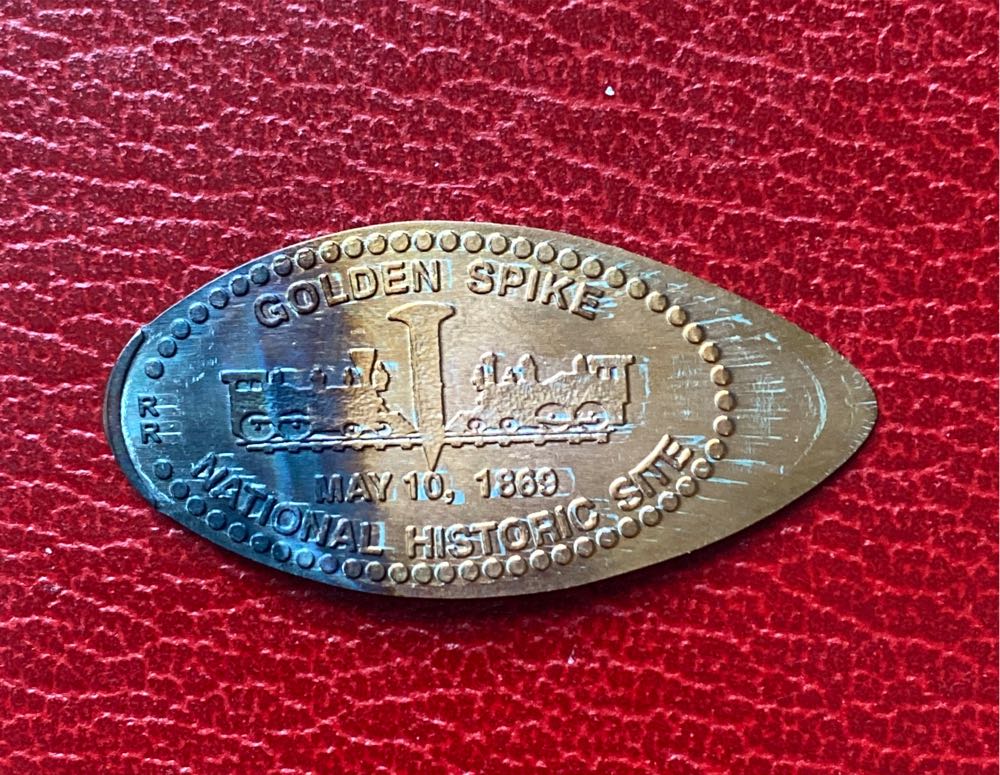 GOLDEN SPIKE
RR
MAY 10, 1869
NATIONAL HISTORIC SITE